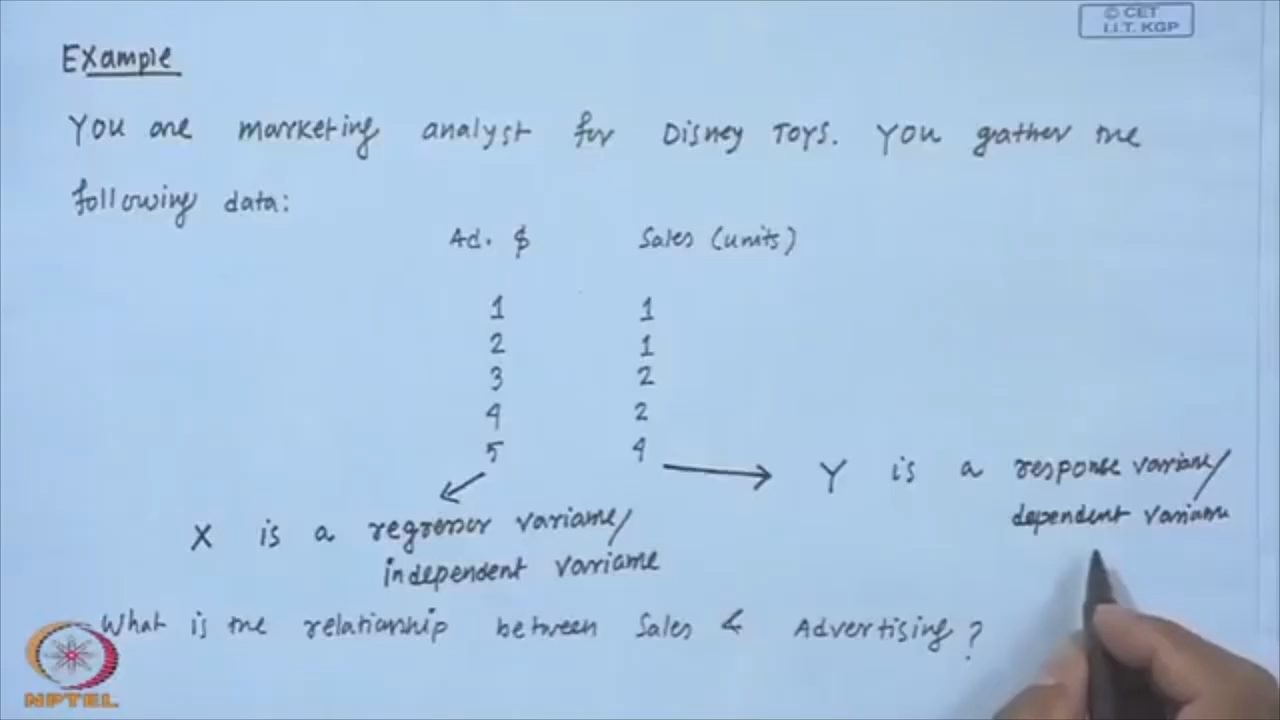 © CET
I.I.T. KGP
Example
You are marketing analyst for Disney Toys. You gather the
following data:
Ad. $ Sales (units)
1 1
2 1
3 2
4 2
5 4
Y is a response variable/
dependent variable
X is a regressor variable/
independent variable
What is the relationship between Sales & Advertising?
NPTEL